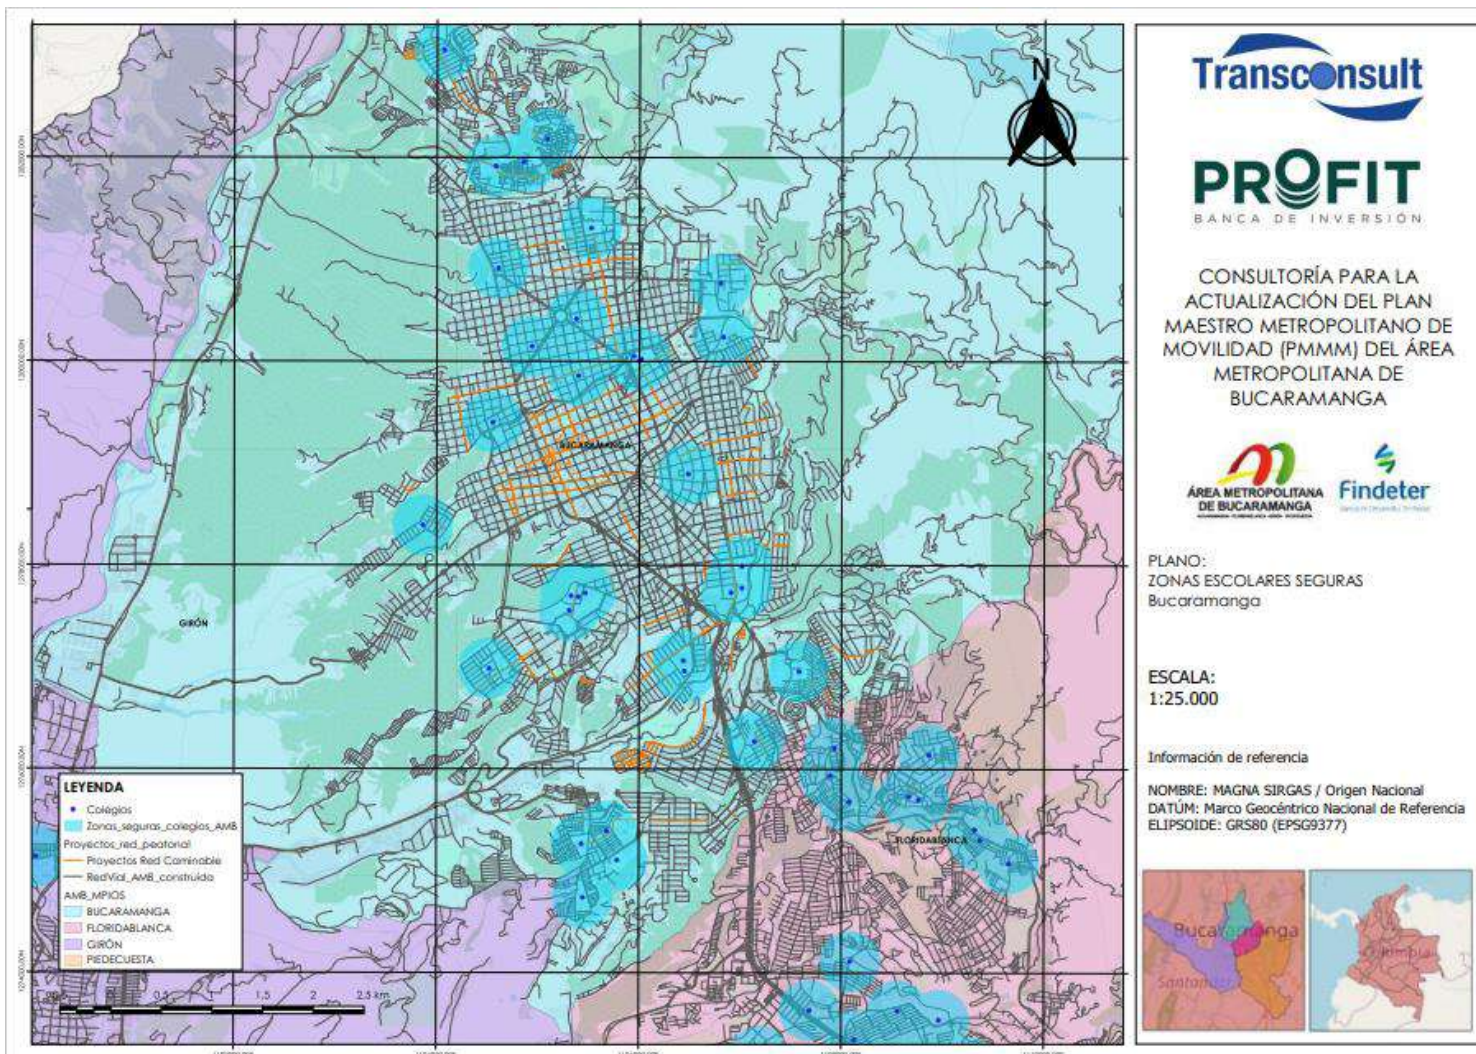 N
BUCARAMANGA
GIRÓN
FLORIDABLANCA
LEYENDA
Colegios
Zonas_seguras_colegios_AMB
Proyectos_red_peatonal
Proyectos Red Caminable
RedVial_AMB_construida
AMB_MPIOS
BUCARAMANGA
FLORIDABLANCA
GIRÓN
PIEDECUESTA
0,5 1 1,5 2 2,5 km
Transconsult
PROFIT
BANCA DE INVERSIÓN
CONSULTORÍA PARA LA
ACTUALIZACIÓN DEL PLAN
MAESTRO METROPOLITANO DE
MOVILIDAD (PMMM) DEL ÁREA
METROPOLITANA DE
BUCARAMANGA
ÁREA METROPOLITANA
DE BUCARAMANGA
Findeter
PLANO:
ZONAS ESCOLARES SEGURAS
Bucaramanga
ESCALA:
1:25.000
Información de referencia
NOMBRE: MAGNA SIRGAS / Origen Nacional
DATÚM: Marco Geocéntrico Nacional de Referencia
ELIPSOIDE: GRS80 (EPSG9377)
Bucaramanga
Santander
Colombia